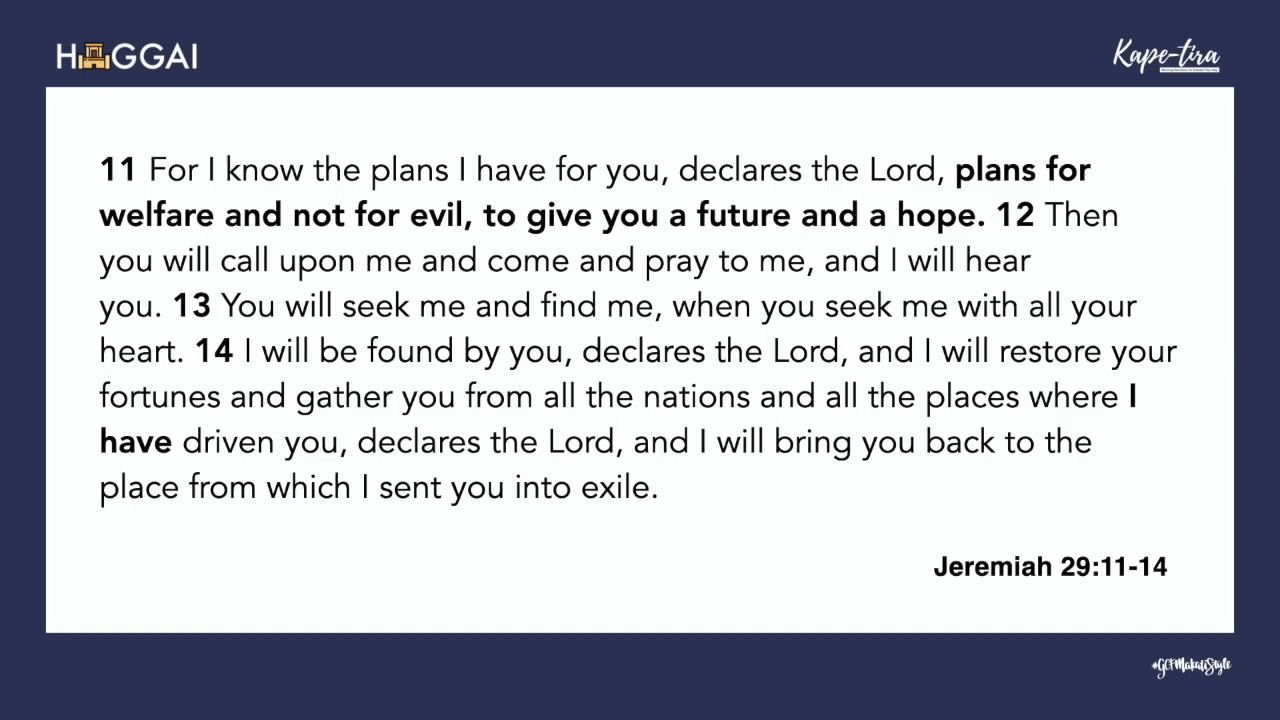 HAGGAI
Kape-tira
11 For I know the plans I have for you, declares the Lord, plans for
welfare and not for evil, to give you a future and a hope. 12 Then
you will call upon me and come and pray to me, and I will hear
you. 13 You will seek me and find me, when you seek me with all your
heart. 14 I will be found by you, declares the Lord, and I will restore your
fortunes and gather you from all the nations and all the places where I
have driven you, declares the Lord, and I will bring you back to the
place from which I sent you into exile.
Jeremiah 29:11-14
#GCFMakatiStyle